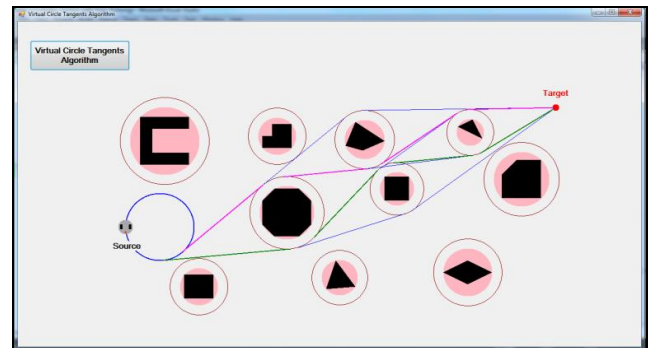 Virtual Circle Tangents Algorithm
Virtual Circle Tangents
Algorithm
Target
Source